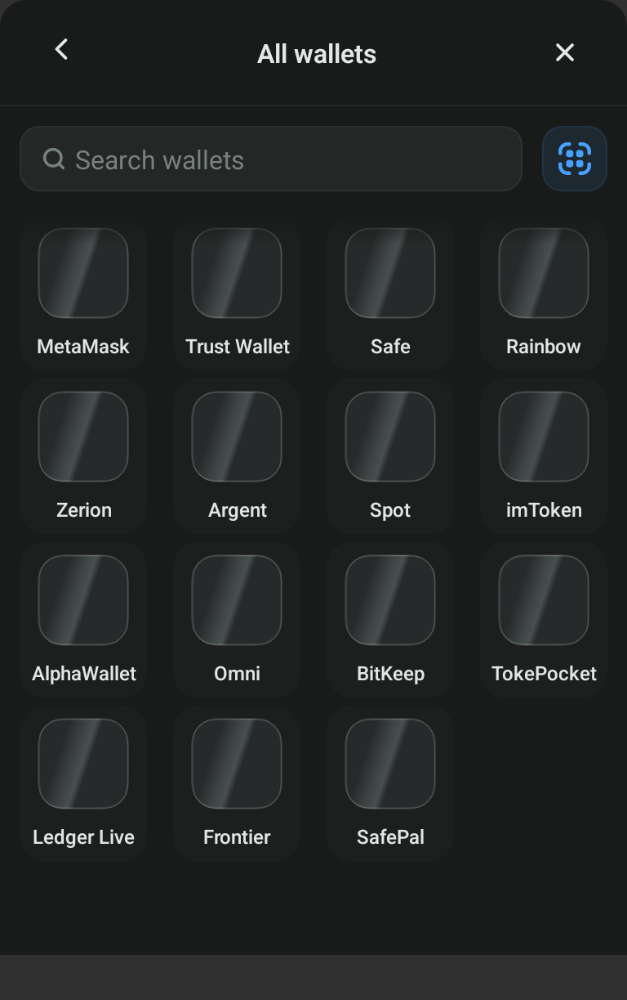 All wallets
Search wallets
MetaMask Trust Wallet Safe Rainbow
Zerion Argent Spot imToken
AlphaWallet Omni BitKeep TokePocket
Ledger Live Frontier SafePal